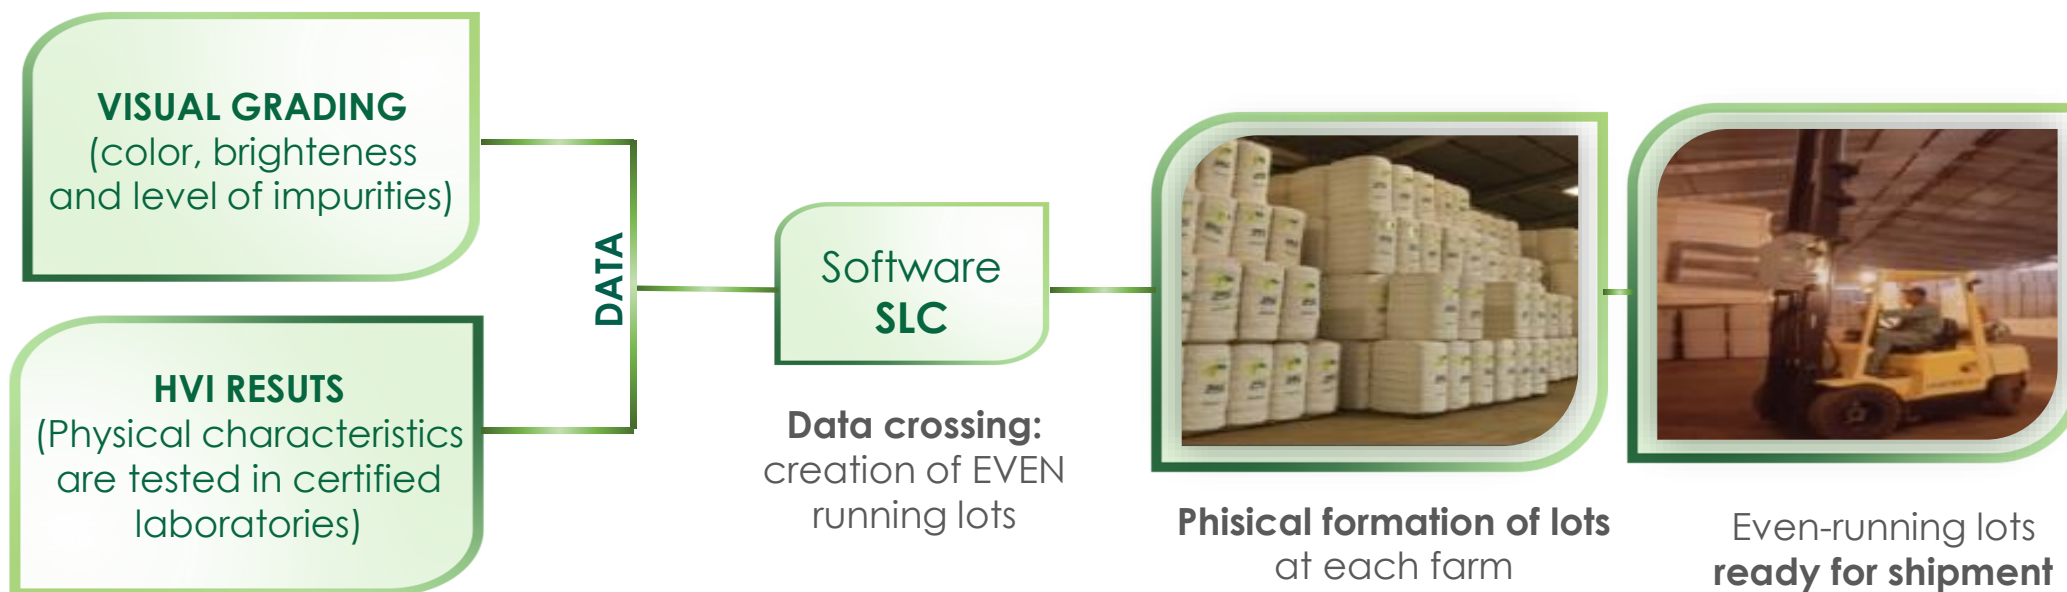 VISUAL GRADING
(color, brighteness
and level of impurities)
HVI RESUTS
(Physical characteristics
are tested in certified
laboratories)
DATA
Software
SLC
Data crossing:
creation of EVEN
running lots
Phisical formation of lots
at each farm
Even-running lots
ready for shipment